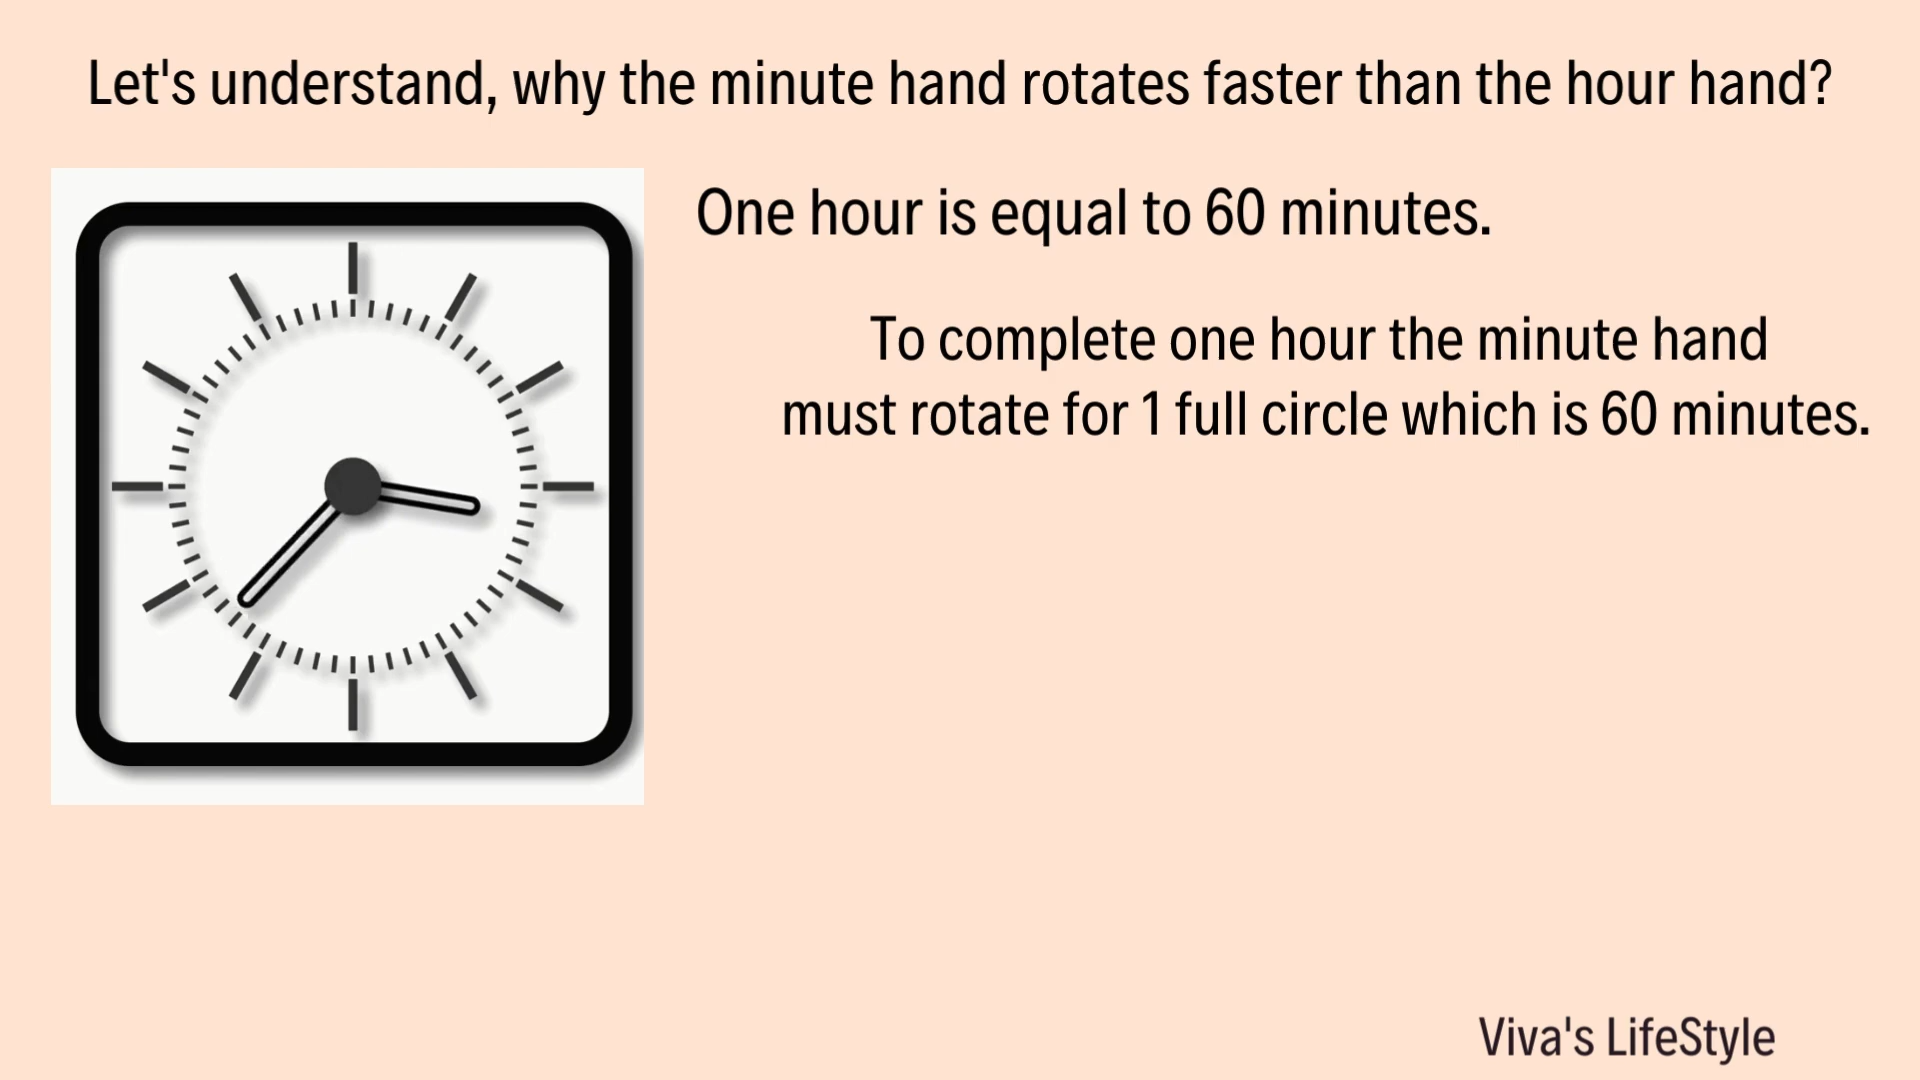 Let's understand, why the minute hand rotates faster than the hour hand?
One hour is equal to 60 minutes.
To complete one hour the minute hand
must rotate for 1 full circle which is 60 minutes.
Viva's LifeStyle